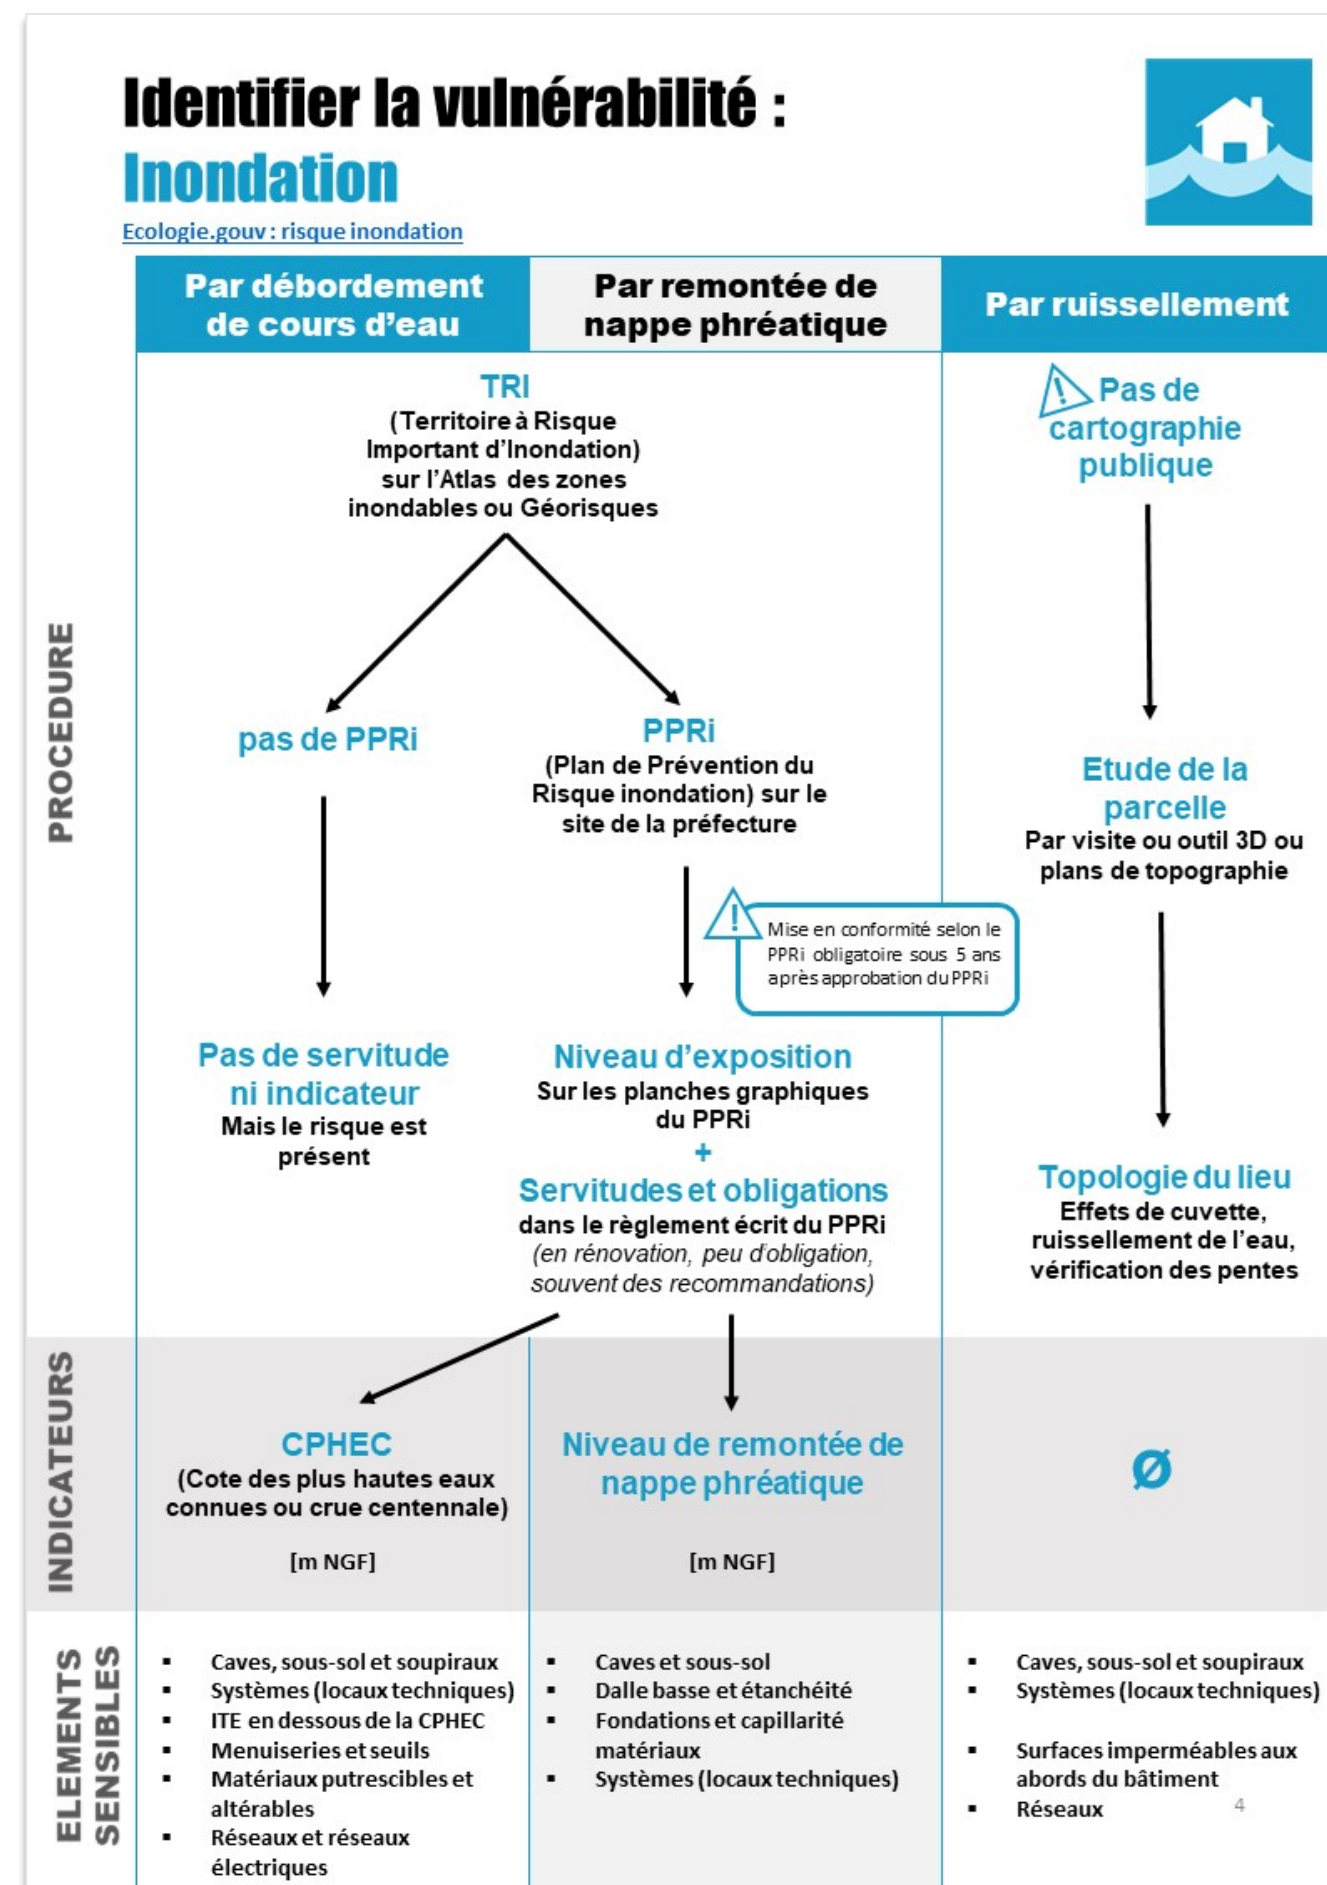 Identifier la vulnérabilité :
Inondation
Ecologie.gouv : risque inondation
Par débordement
de cours d'eau
Par remontée de
nappe phréatique
Par ruissellement
PROCEDURE
TRI
(Territoire à Risque
Important d'Inondation)
sur l'Atlas des zones
inondables ou Géorisques
pas de PPRi
PPRi
(Plan de Prévention du
Risque inondation) sur le
site de la préfecture
!
Mise en conformité selon le
PPRi obligatoire sous 5 ans
après approbation du PPRi
Pas de servitude
ni indicateur
Mais le risque est
présent
Niveau d'exposition
Sur les planches graphiques
du PPRi
+
Servitudes et obligations
dans le règlement écrit du PPRi
(en rénovation, peu d'obligation,
souvent des recommandations)
!
Pas de
cartographie
publique
Etude de la
parcelle
Par visite ou outil 3D ou
plans de topographie
Topologie du lieu
Effets de cuvette,
ruissellement de l'eau,
vérification des pentes
INDICATEURS
CPHEC
(Cote des plus hautes eaux
connues ou crue centennale)
[m NGF]
Niveau de remontée de
nappe phréatique
[m NGF]
Ø
ELEMENTS
SENSIBLES
▪ Caves, sous-sol et soupiraux
▪ Systèmes (locaux techniques)
▪ ITE en dessous de la CPHEC
▪ Menuiseries et seuils
▪ Matériaux putrescibles et
altérables
▪ Réseaux et réseaux
électriques
▪ Caves et sous-sol
▪ Dalle basse et étanchéité
▪ Fondations et capillarité
matériaux
▪ Systèmes (locaux techniques)
▪ Caves, sous-sol et soupiraux
▪ Systèmes (locaux techniques)
▪ Surfaces imperméables aux
abords du bâtiment
▪ Réseaux
4